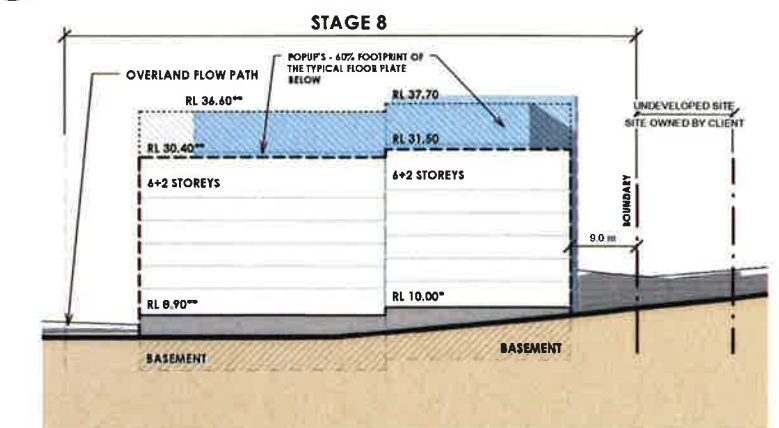 STAGE 8
POPUP'S - 60% FOOTPRINT OF
THE TYPICAL FLOOR PLATE
BELOW
OVERLAND FLOW PATH
RL 36.60**
RL 37.70
UNDEVELOPED SITE
SITE OWNED BY CLIENT
RL 30.40**
RL 31.50
6+2 STOREYS
6+2 STOREYS
BOUNDARY
9.0 m
RL 8.90**
RL 10.00*
BASEMENT
BASEMENT